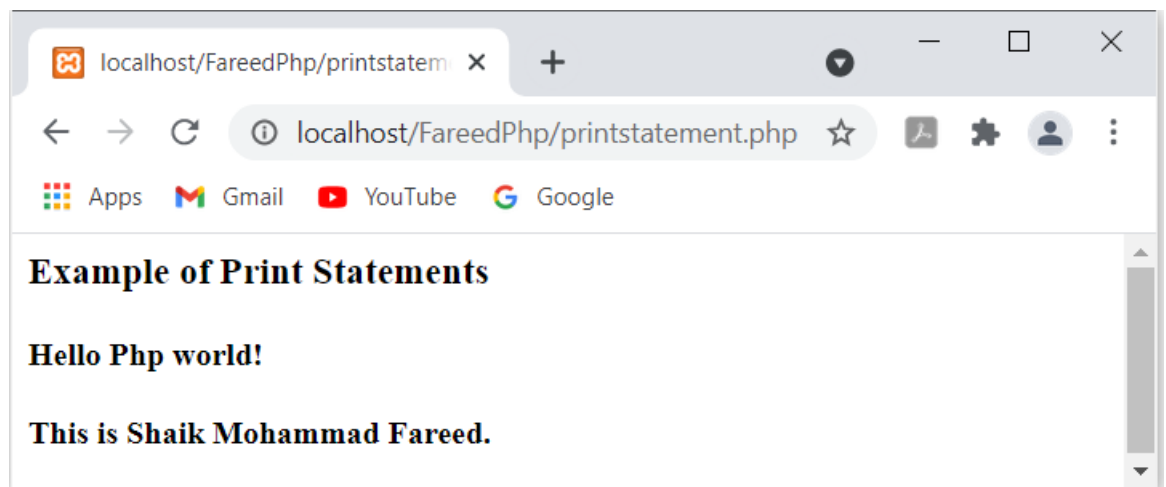 localhost/FareedPhp/printstatem
localhost/FareedPhp/printstatement.php
Apps Gmail YouTube Google
Example of Print Statements
Hello Php world!
This is Shaik Mohammad Fareed.